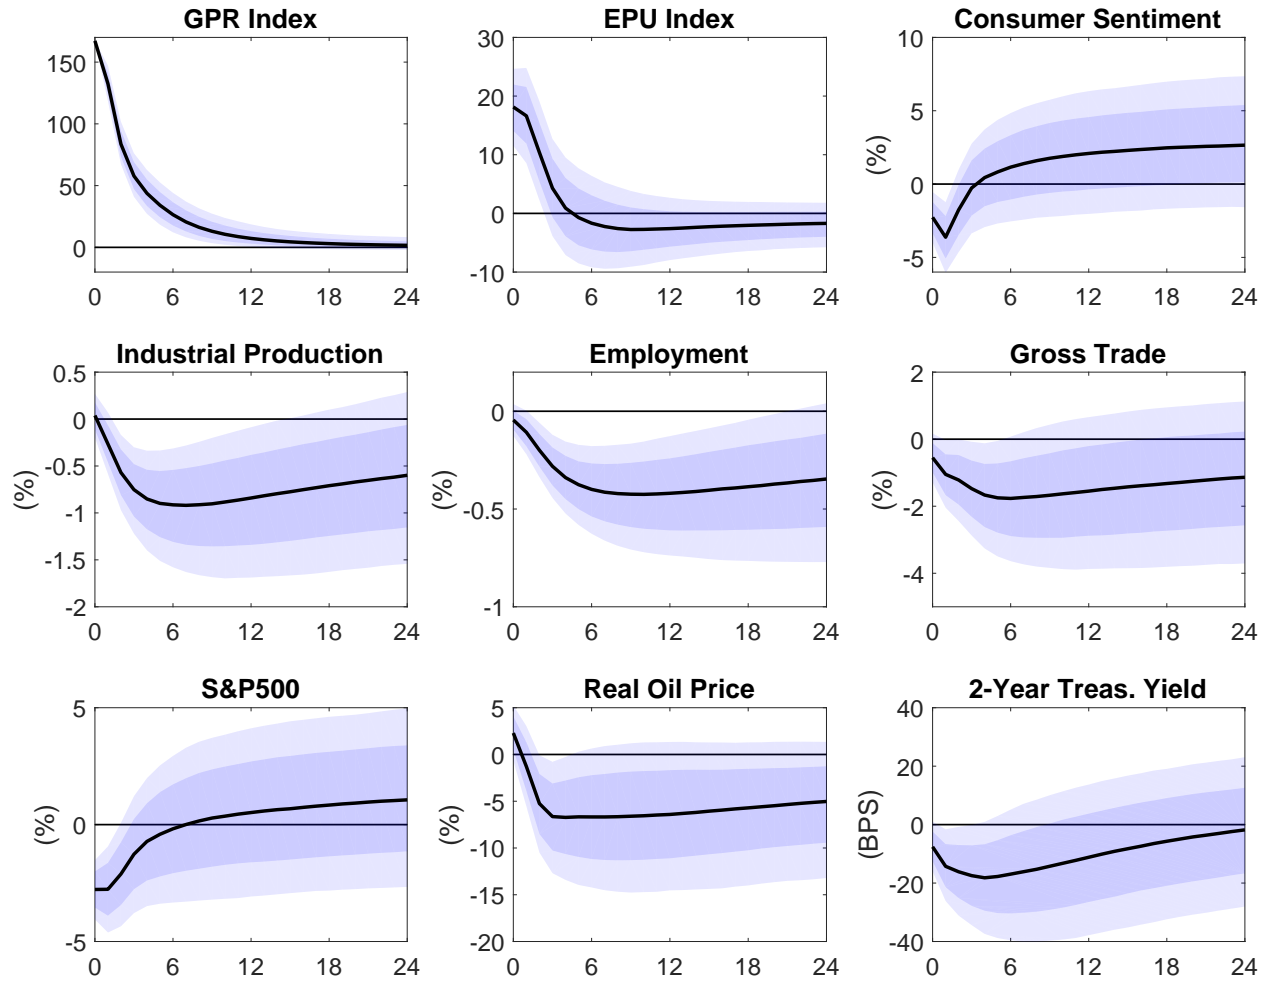 GPR Index
150
100
50
0
0 6 12 18 24
EPU Index
30
20
10
0
-10
0 6 12 18 24
Consumer Sentiment
(%)
10
5
0
-5
0 6 12 18 24
Industrial Production
(%)
0.5
0
-0.5
-1
-1.5
-2
0 6 12 18 24
Employment
(%)
0
-0.5
-1
0 6 12 18 24
Gross Trade
(%)
2
0
-2
-4
0 6 12 18 24
S&P500
(%)
5
0
-5
0 6 12 18 24
Real Oil Price
(%)
5
0
-5
-10
-15
-20
0 6 12 18 24
2-Year Treas. Yield
(BPS)
40
20
0
-20
-40
0 6 12 18 24